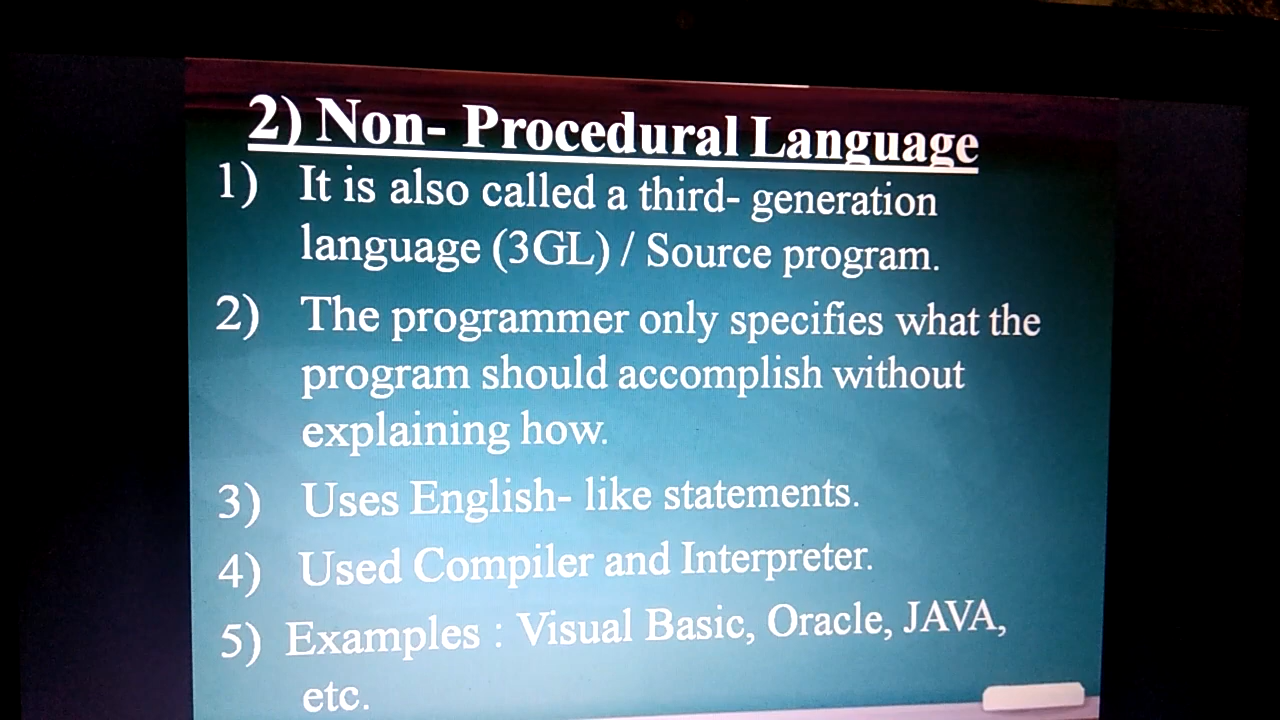 2) Non- Procedural Language
1) It is also called a third- generation
language (3GL) / Source program.
2) The programmer only specifies what the
program should accomplish without
explaining how.
3) Uses English- like statements.
4) Used Compiler and Interpreter.
5) Examples : Visual Basic, Oracle, JAVA,
etc.